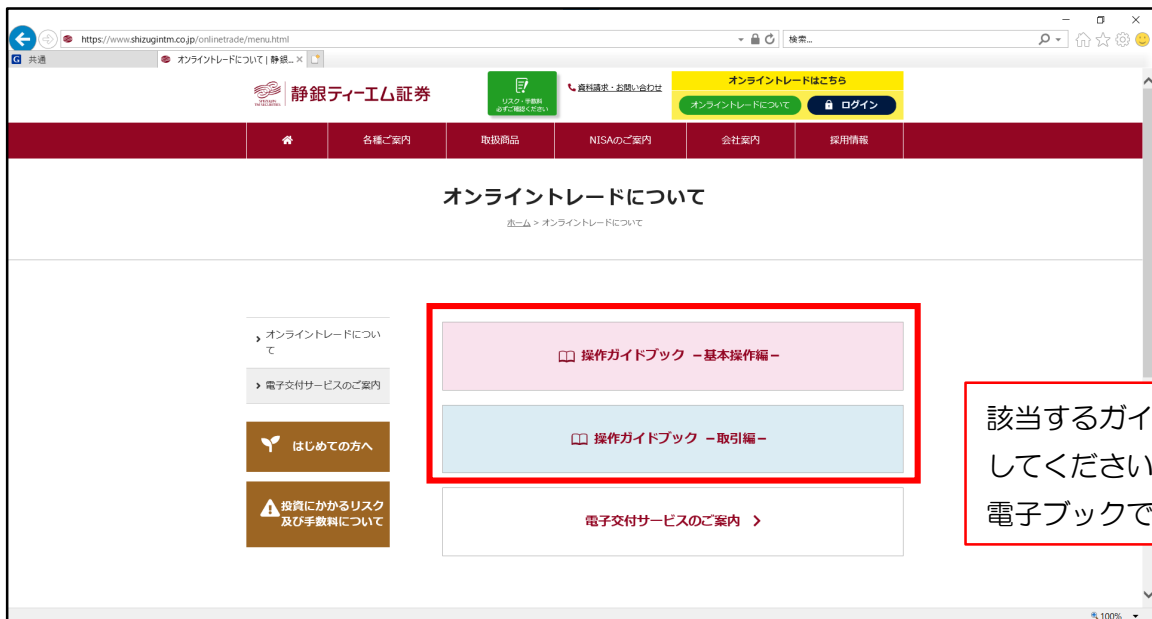 https://www.shizugintm.co.jp/onlinetrade/menu.html
検索...
共通
オンライントレードについて | 静銀...
静銀ティーエム証券
リスク・手数料
必ずご確認ください
資料請求・お問い合わせ
オンライントレードはこちら
オンライントレードについて
ログイン
各種ご案内
取扱商品
NISAのご案内
会社案内
採用情報
オンライントレードについて
ホーム > オンライントレードについて
オンライントレードについ
て
電子交付サービスのご案内
はじめての方へ
投資にかかるリスク
及び手数料について
操作ガイドブック －基本操作編－
操作ガイドブック －取引編－
電子交付サービスのご案内
該当するガイ
してください
電子ブックで
100%